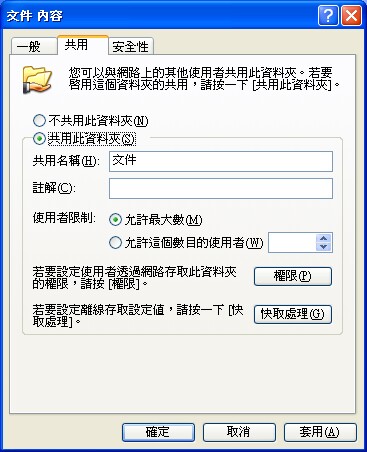 文件 內容
一般
共用
安全性
您可以與網路上的其他使用者共用此資料夾。若要
啓用這個資料夾的共用，請按一下 [共用此資料夾]。
不共用此資料夾(N)
共用此資料夾(S)
共用名稱(H): 文件
註解(C):
使用者限制: 允許最大數(M)
允許這個數目的使用者(W)
若要設定使用者透過網路存取此資料夾
的權限，請按 [權限]。
權限(P)
若要設定離線存取設定值，請按一下 [快
取處理]。
快取處理(G)
確定
取消
套用(A)